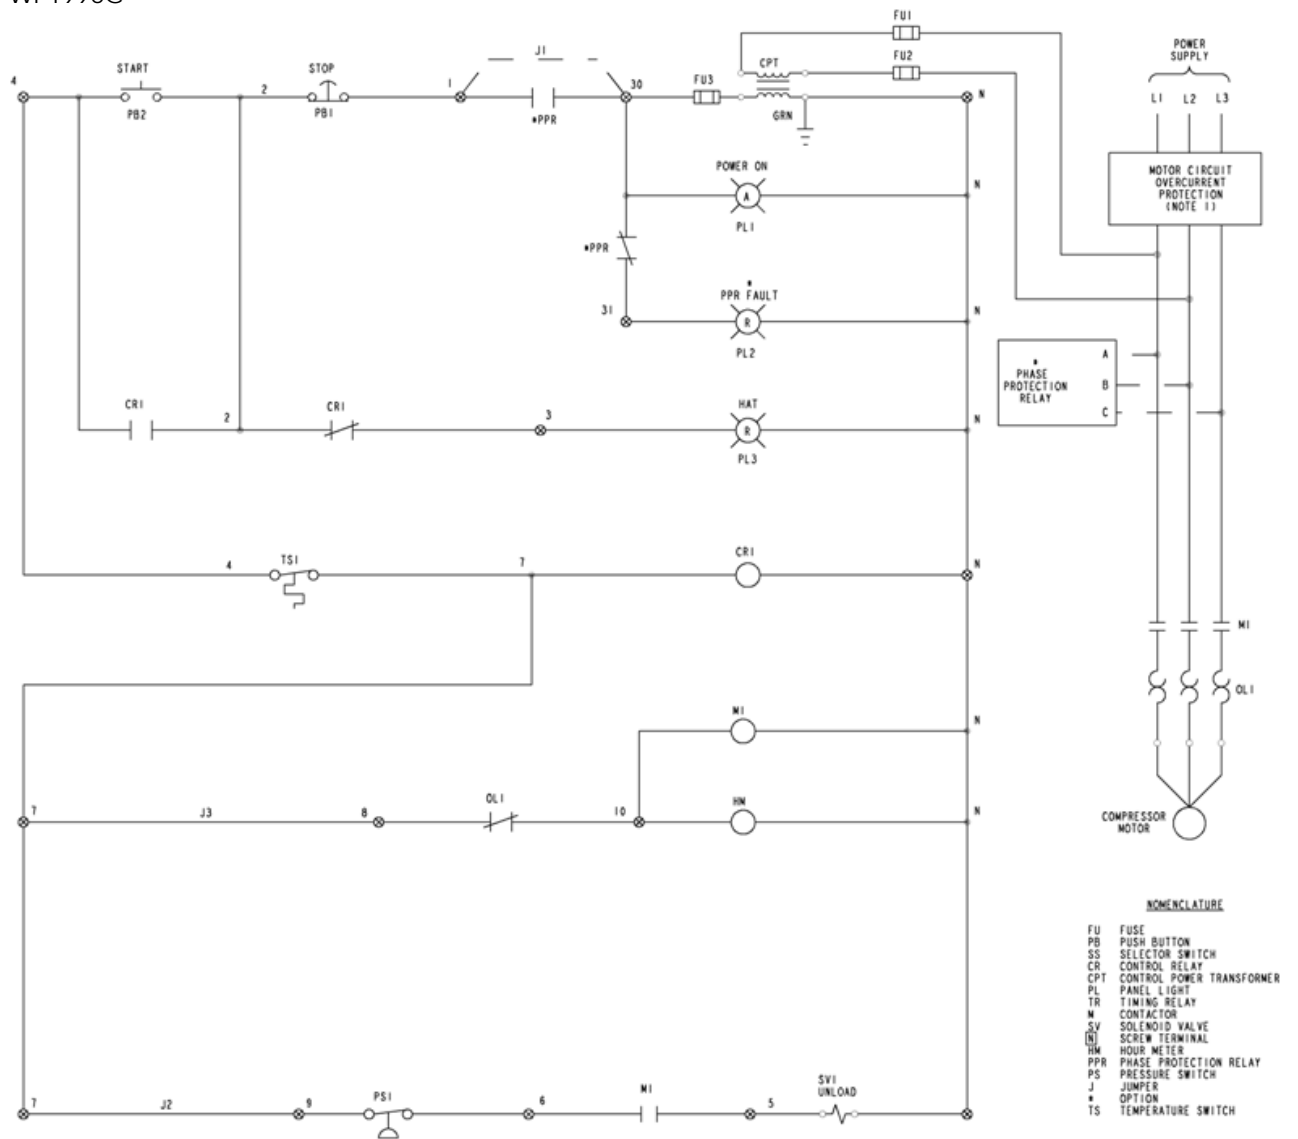 FU1
FU2
POWER
SUPPLY
L1 L2 L3
4
START
PB2
2
STOP
PB1
1
J1
*PPR
30
FU3
CPT
GRN
N
MOTOR CIRCUIT
OVERCURRENT
PROTECTION
(NOTE 1)
POWER ON
A
PL1
N
*PPR
31
*
PPR FAULT
R
PL2
N
*
PHASE
PROTECTION
RELAY
A
B
C
CR1
2
CR1
3
HAT
R
PL3
N
4
TS1
7
CR1
N
M1
OL1
M1
N
7
J3
8
OL1
10
HM
N
COMPRESSOR
MOTOR
NOMENCLATURE
FU FUSE
PB PUSH BUTTON
SS SELECTOR SWITCH
CR CONTROL RELAY
CPT CONTROL POWER TRANSFORMER
PL PANEL LIGHT
TR TIMING RELAY
M CONTACTOR
SV SOLENOID VALVE
N SCREW TERMINAL
HM HOUR METER
PPR PHASE PROTECTION RELAY
PS PRESSURE SWITCH
J JUMPER
* OPTION
TS TEMPERATURE SWITCH
7
J2
9
PS1
6
M1
5
SV1
UNLOAD